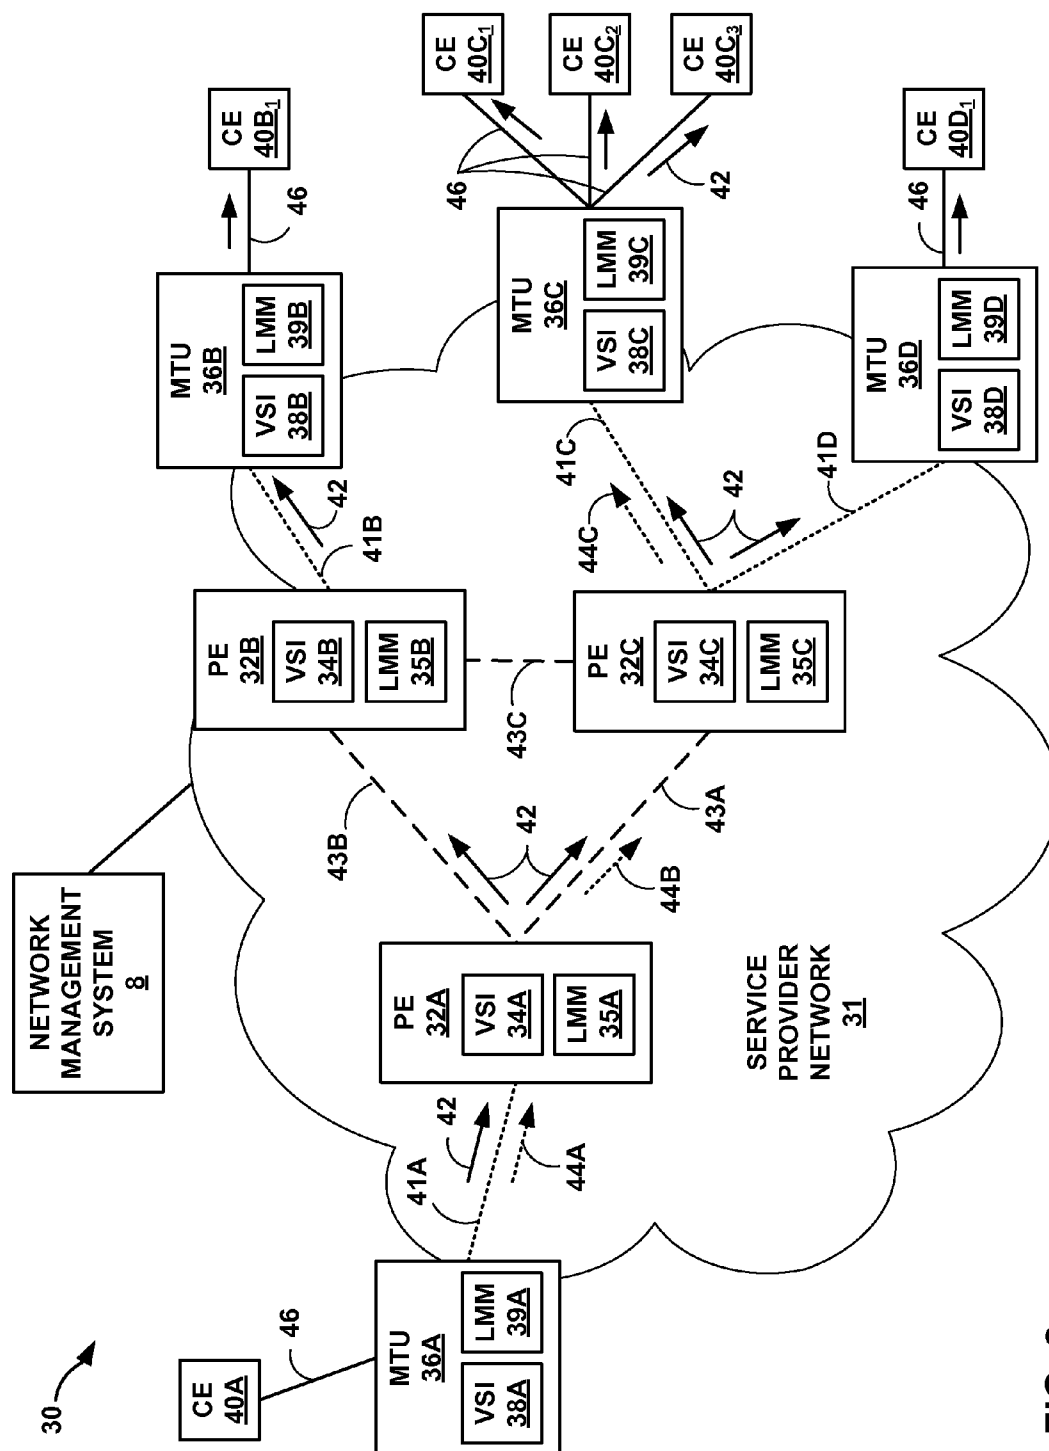 30
NETWORK
MANAGEMENT
SYSTEM
8
CE
40A
46
MTU
36A
VSI
38A
LMM
39A
41A
42
44A
PE
32A
VSI
34A
LMM
35A
43B
42
43A
44B
PE
32B
VSI
34B
LMM
35B
43C
PE
32C
VSI
34C
LMM
35C
41B
42
MTU
36B
VSI
38B
LMM
39B
46
CE
40B1
44C
41C
42
41D
MTU
36C
VSI
38C
LMM
39C
46
42
CE
40C1
CE
40C2
CE
40C3
MTU
36D
VSI
38D
LMM
39D
46
CE
40D1
SERVICE
PROVIDER
NETWORK
31
FIG.